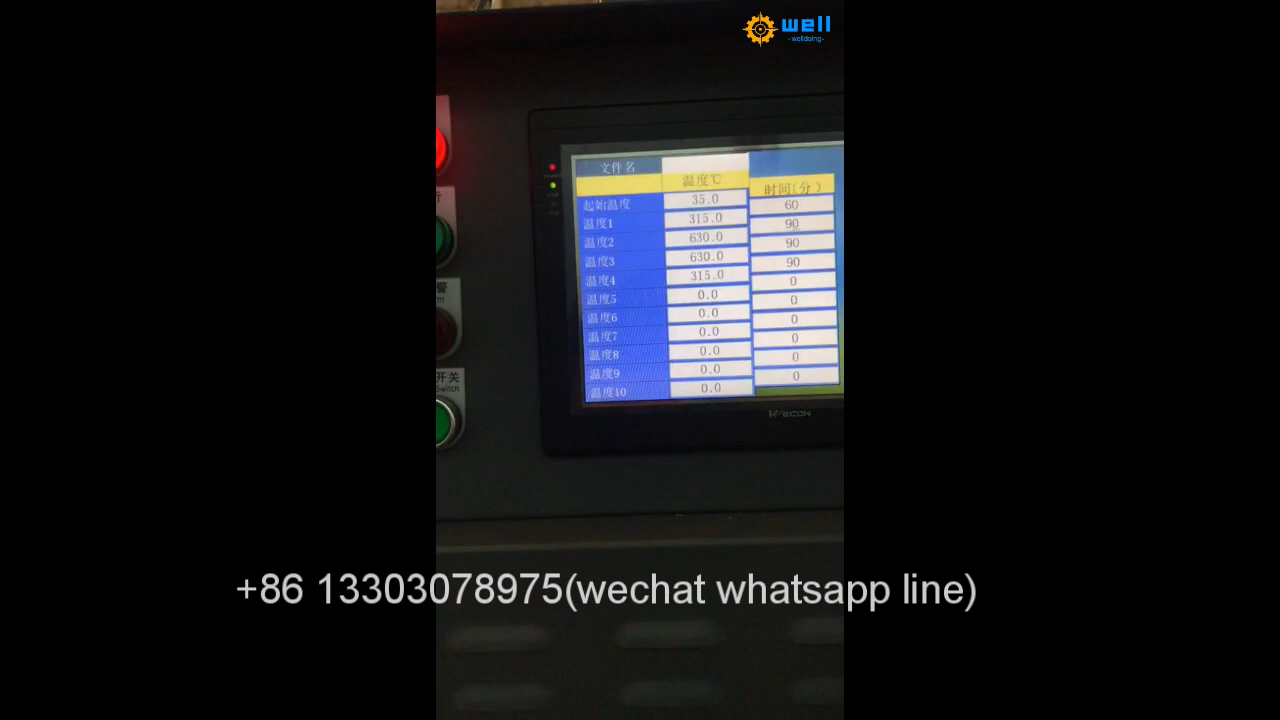 well
-welldoing-
文件名
温度℃ 时间(分)
起始温度 35.0 60
温度1 315.0 90
温度2 630.0 90
温度3 630.0 90
温度4 315.0 0
温度5 0.0 0
温度6 0.0 0
温度7 0.0 0
温度8 0.0 0
温度9 0.0 0
温度10 0.0
行
警
开关
Switch
WECON
+86 13303078975(wechat whatsapp line)